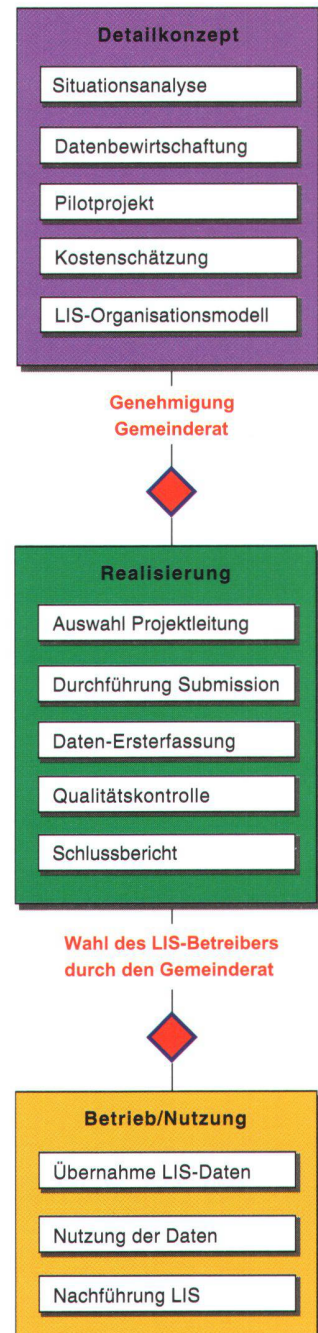 Detailkonzept
Situationsanalyse
Datenbewirtschaftung
Pilotprojekt
Kostenschätzung
LIS-Organisationsmodell
Genehmigung
Gemeinderat
Realisierung
Auswahl Projektleitung
Durchführung Submission
Daten-Ersterfassung
Qualitätskontrolle
Schlussbericht
Wahl des LIS-Betreibers
durch den Gemeinderat
Betrieb/Nutzung
Übernahme LIS-Daten
Nutzung der Daten
Nachführung LIS